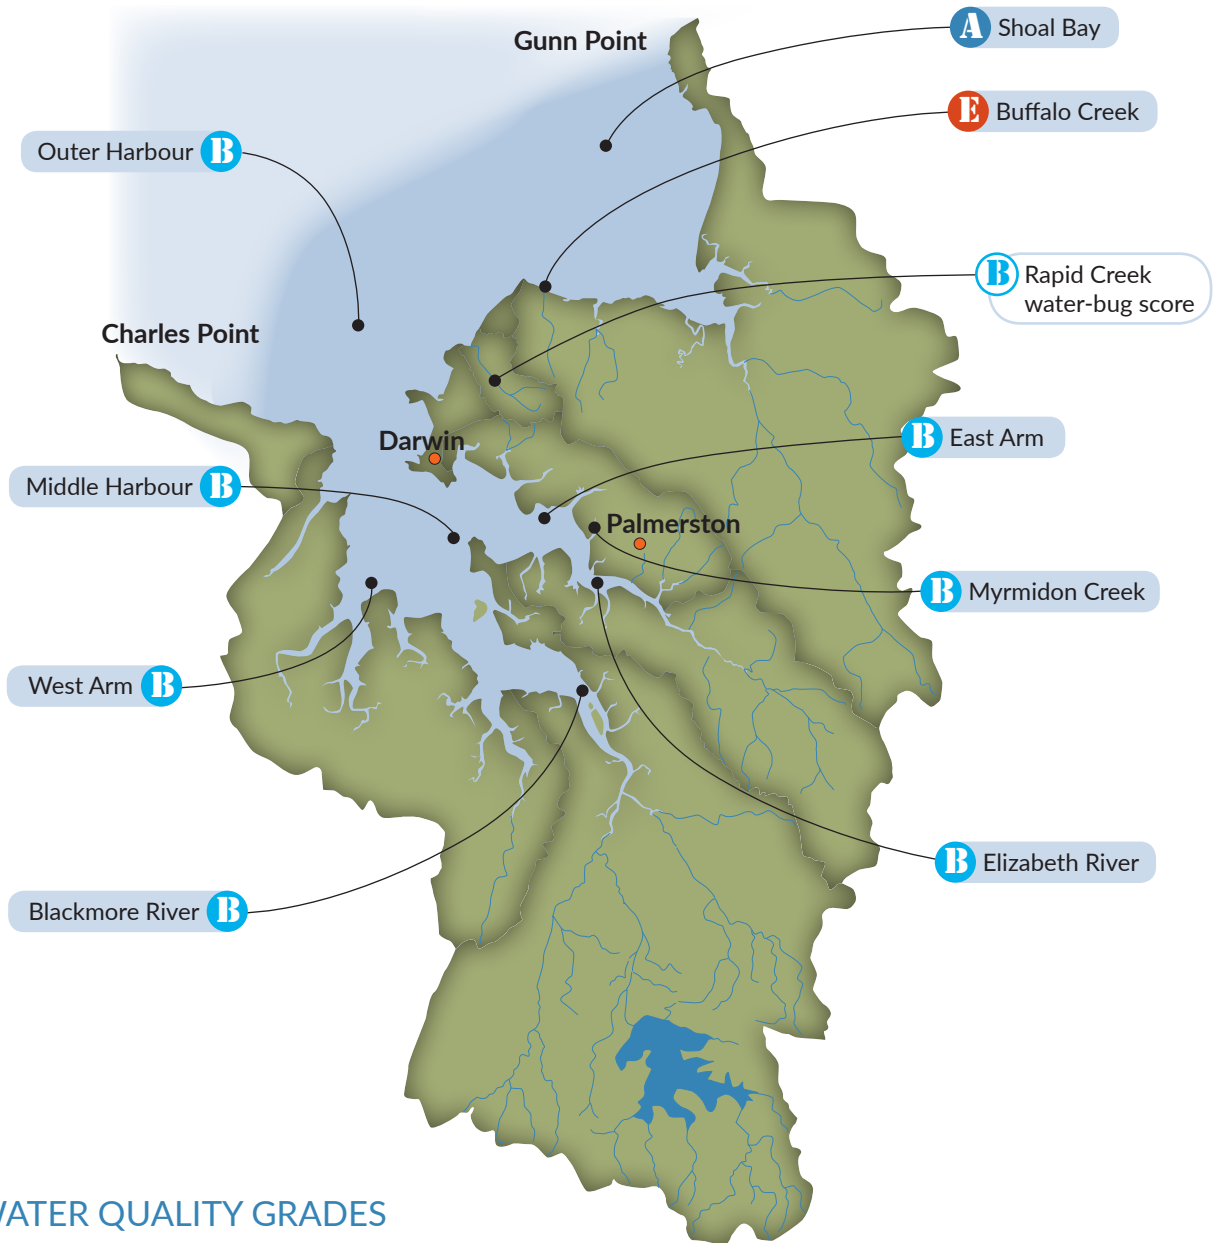 Gunn Point
A Shoal Bay
E Buffalo Creek
Outer Harbour B
B Rapid Creek
water-bug score
Charles Point
Darwin
B East Arm
Middle Harbour B
Palmerston
B Myrmidon Creek
West Arm B
B Elizabeth River
Blackmore River B
WATER QUALITY GRADES